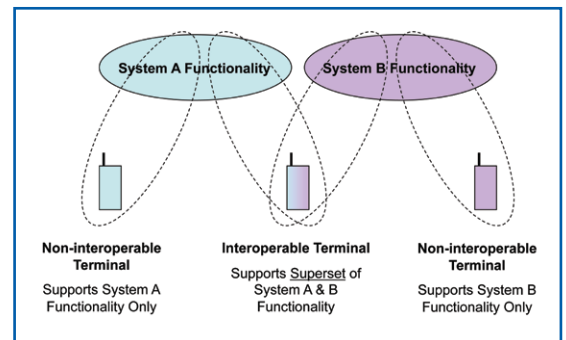 System A Functionality
System B Functionality
Non-interoperable
Terminal
Supports System A
Functionality Only
Interoperable Terminal
Supports Superset of
System A & B
Functionality
Non-interoperable
Terminal
Supports System B
Functionality Only